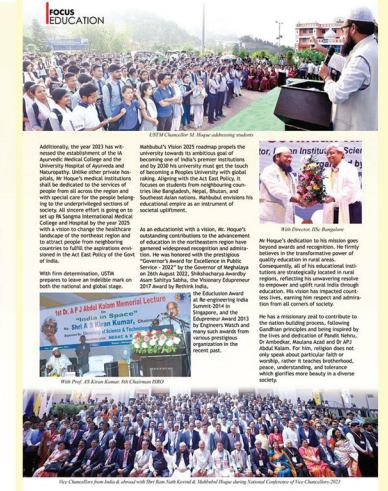 FOCUS
EDUCATION
USTM Chancellor M. Hoque addressing students
Additionally, the year 2023 has wit-
nessed the establishment of the IA
Ayurvedic Medical College and the
University Hospital of Ayurveda and
Naturopathy. Unlike other private hos-
pitals, Mr Hoque's medical institutions
shall be dedicated to the services of
people from all across the region and
with special care for the people belong-
ing to the underprivileged sections of
society. All sincere effort is going on to
set up PA Sangma International Medical
College and Hospital by the year 2025
with a vision to change the healthcare
landscape of the northeast region and
to attract people from neighboring
countries to fulfill the aspirations envi-
sioned in the Act East Policy of the Govt
of India.
With firm determination, USTM
prepares to leave an indelible mark on
both the national and global stage.
1st Dr. A P J Abdul Kalam Memorial Lecture
"India in Space"
Shri A S Kiran Kumar,
With Prof. AS Kiran Kumar, 8th Chairman ISRO
Mahbubul's Vision 2025 roadmap propels the
university towards its ambitious goal of
becoming one of India's premier institutions
and by 2030 his university must get the touch
of becoming a Peoples University with global
raking. Aligning with the Act East Policy, it
focuses on students from neighbouring coun-
tries like Bangladesh, Nepal, Bhutan, and
Southeast Asian nations. Mahbubul envisions his
educational empire as an instrument of
societal upliftment.
As an educationist with a vision, Mr. Hoque's
outstanding contributions to the advancement
of education in the northeastern region have
garnered widespread recognition and admira-
tion. He was honored with the prestigious
"Governor's Award for Excellence in Public
Service - 2022" by the Governor of Meghalaya
on 26th August 2022, Shikshacharya Awardby
Asam Sahitya Sabha, the Visionary Edupreneur
2017 Award by Rethink India,
the Educlusion Award
at Re-engineering India
Summit-2014 in
Singapore, and the
Edupreneur Award 2013
by Engineers Watch and
many such awards from
various prestigious
organization in the
recent past.
With Director, IISc Bangalore
Mr Hoque's dedication to his mission goes
beyond awards and recognition. He firmly
believes in the transformative power of
quality education in rural areas.
Consequently, all of his educational insti-
tutions are strategically located in rural
regions, reflecting his unwavering resolve
to empower and uplift rural India through
education. His vision has impacted count-
less lives, earning him respect and admira-
tion from all corners of society.
He has a missionary zeal to contribute to
the nation-building process, following
Gandhian principles and being inspired by
the lives and dedication of Pandit Nehru,
Dr Ambedkar, Maulana Azad and Dr APJ
Abdul Kalam. For him, religion does not
only speak about particular faith or
worship, rather it teaches brotherhood,
peace, understanding, and tolerance
which glorifies more beauty in a diverse
society.
Vice Chancellors from India & abroad with Shri Ram Nath Kovind & Mahbubul Hoque during National Conference of Vice Chancellors-2023